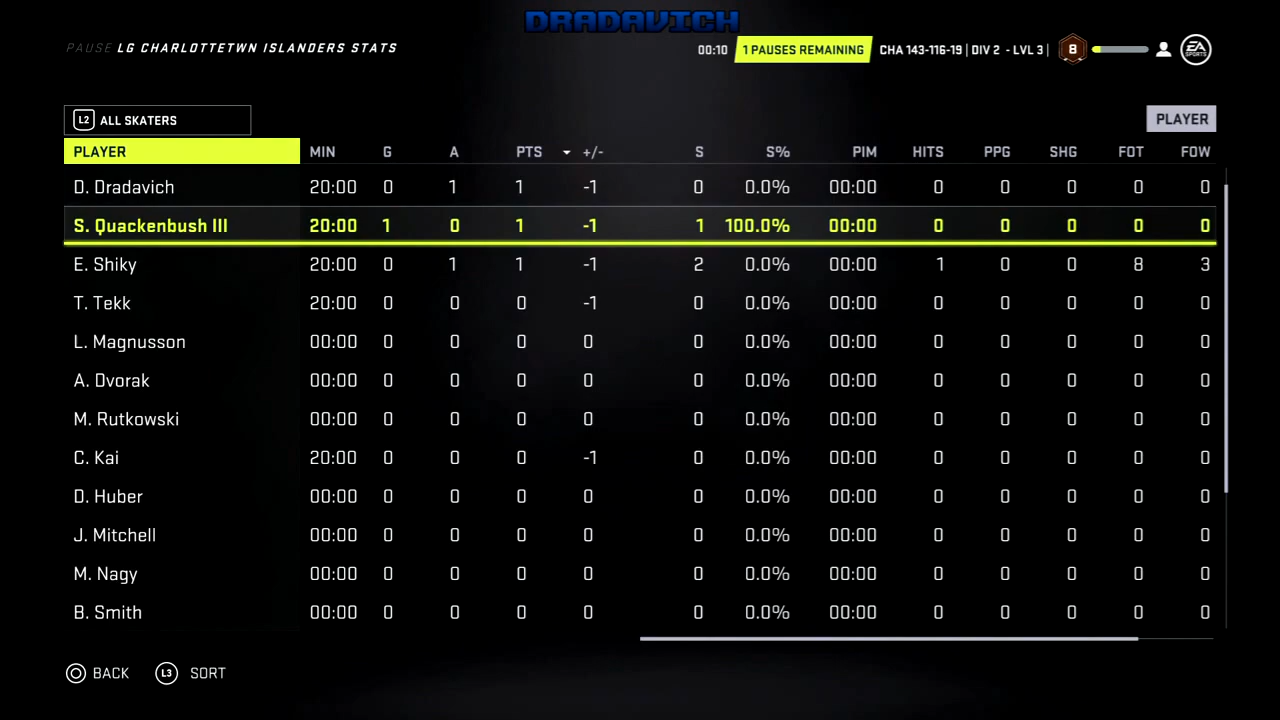 DRADAVICH
PAUSE LG CHARLOTTETWN ISLANDERS STATS
00:10 1 PAUSES REMAINING CHA 143-116-19 | DIV 2 - LVL 3 | 8 EA SPORTS
L2 ALL SKATERS PLAYER
PLAYER MIN G A PTS +/- S S% PIM HITS PPG SHG FOT FOW
D. Dradavich 20:00 0 1 1 -1 0 0.0% 00:00 0 0 0 0 0
S. Quackenbush III 20:00 1 0 1 -1 1 100.0% 00:00 0 0 0 0 0
E. Shiky 20:00 0 1 1 -1 2 0.0% 00:00 1 0 0 8 3
T. Tekk 20:00 0 0 0 -1 0 0.0% 00:00 0 0 0 0 0
L. Magnusson 00:00 0 0 0 0 0 0.0% 00:00 0 0 0 0 0
A. Dvorak 00:00 0 0 0 0 0 0.0% 00:00 0 0 0 0 0
M. Rutkowski 00:00 0 0 0 0 0 0.0% 00:00 0 0 0 0 0
C. Kai 20:00 0 0 0 -1 0 0.0% 00:00 0 0 0 0 0
D. Huber 00:00 0 0 0 0 0 0.0% 00:00 0 0 0 0 0
J. Mitchell 00:00 0 0 0 0 0 0.0% 00:00 0 0 0 0 0
M. Nagy 00:00 0 0 0 0 0 0.0% 00:00 0 0 0 0 0
B. Smith 00:00 0 0 0 0 0 0.0% 00:00 0 0 0 0 0
BACK L3 SORT